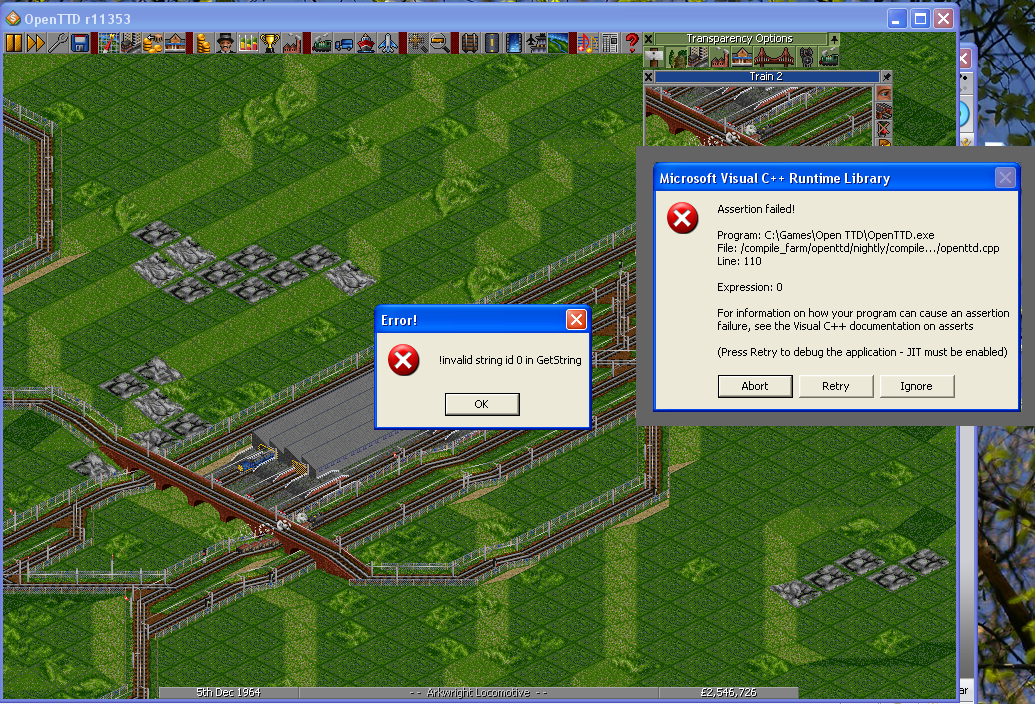 OpenTTD r11353
Transparency Options
Train 2
Microsoft Visual C++ Runtime Library
Assertion failed!
Program: C:\Games\Open TTD\OpenTTD.exe
File: /compile_farm/openttd/nightly/compile.../openttd.cpp
Line: 110
Expression: 0
For information on how your program can cause an assertion
failure, see the Visual C++ documentation on asserts
(Press Retry to debug the application - JIT must be enabled)
Abort Retry Ignore
Error!
!invalid string id 0 in GetString
OK
5th Dec 1964 - - Arkwright Locomotive - - £2,546,726
ar